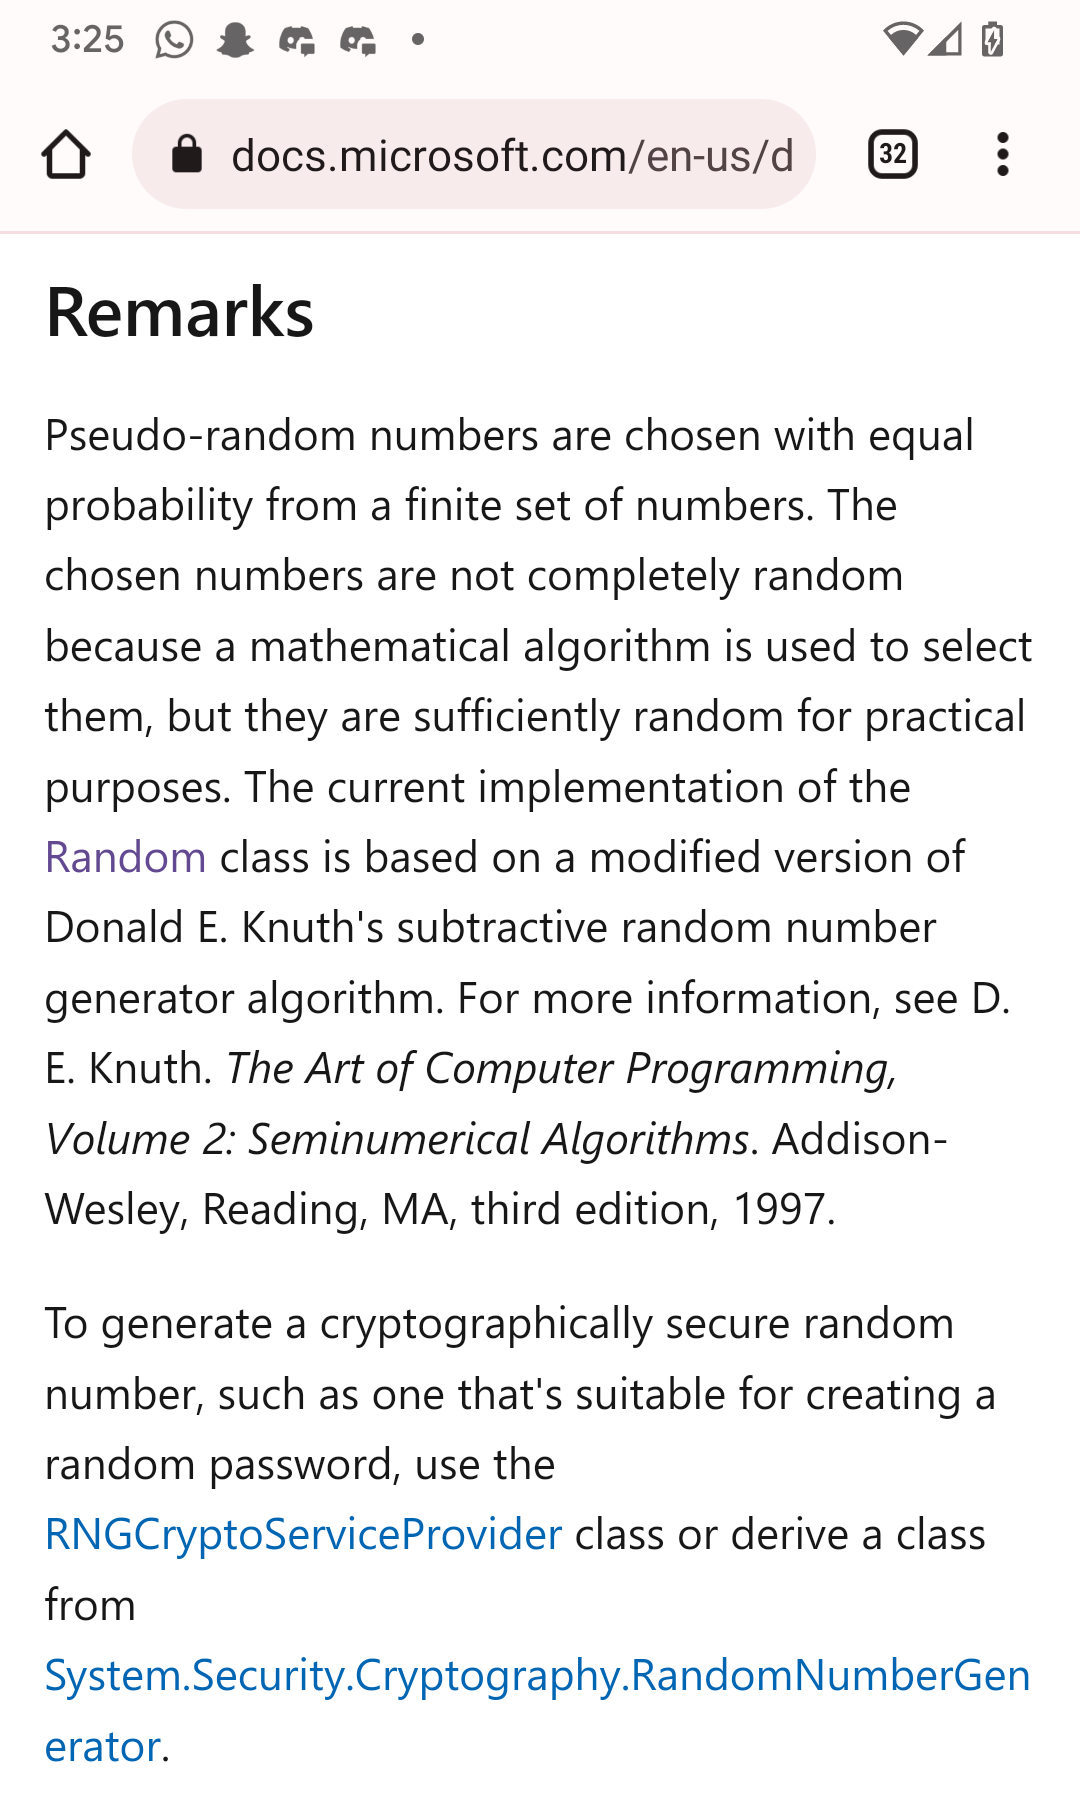 3:25
docs.microsoft.com/en-us/d
32
Remarks
Pseudo-random numbers are chosen with equal
probability from a finite set of numbers. The
chosen numbers are not completely random
because a mathematical algorithm is used to select
them, but they are sufficiently random for practical
purposes. The current implementation of the
Random class is based on a modified version of
Donald E. Knuth's subtractive random number
generator algorithm. For more information, see D.
E. Knuth. The Art of Computer Programming,
Volume 2: Seminumerical Algorithms. Addison-
Wesley, Reading, MA, third edition, 1997.
To generate a cryptographically secure random
number, such as one that's suitable for creating a
random password, use the
RNGCryptoServiceProvider class or derive a class
from
System.Security.Cryptography.RandomNumberGen
erator.